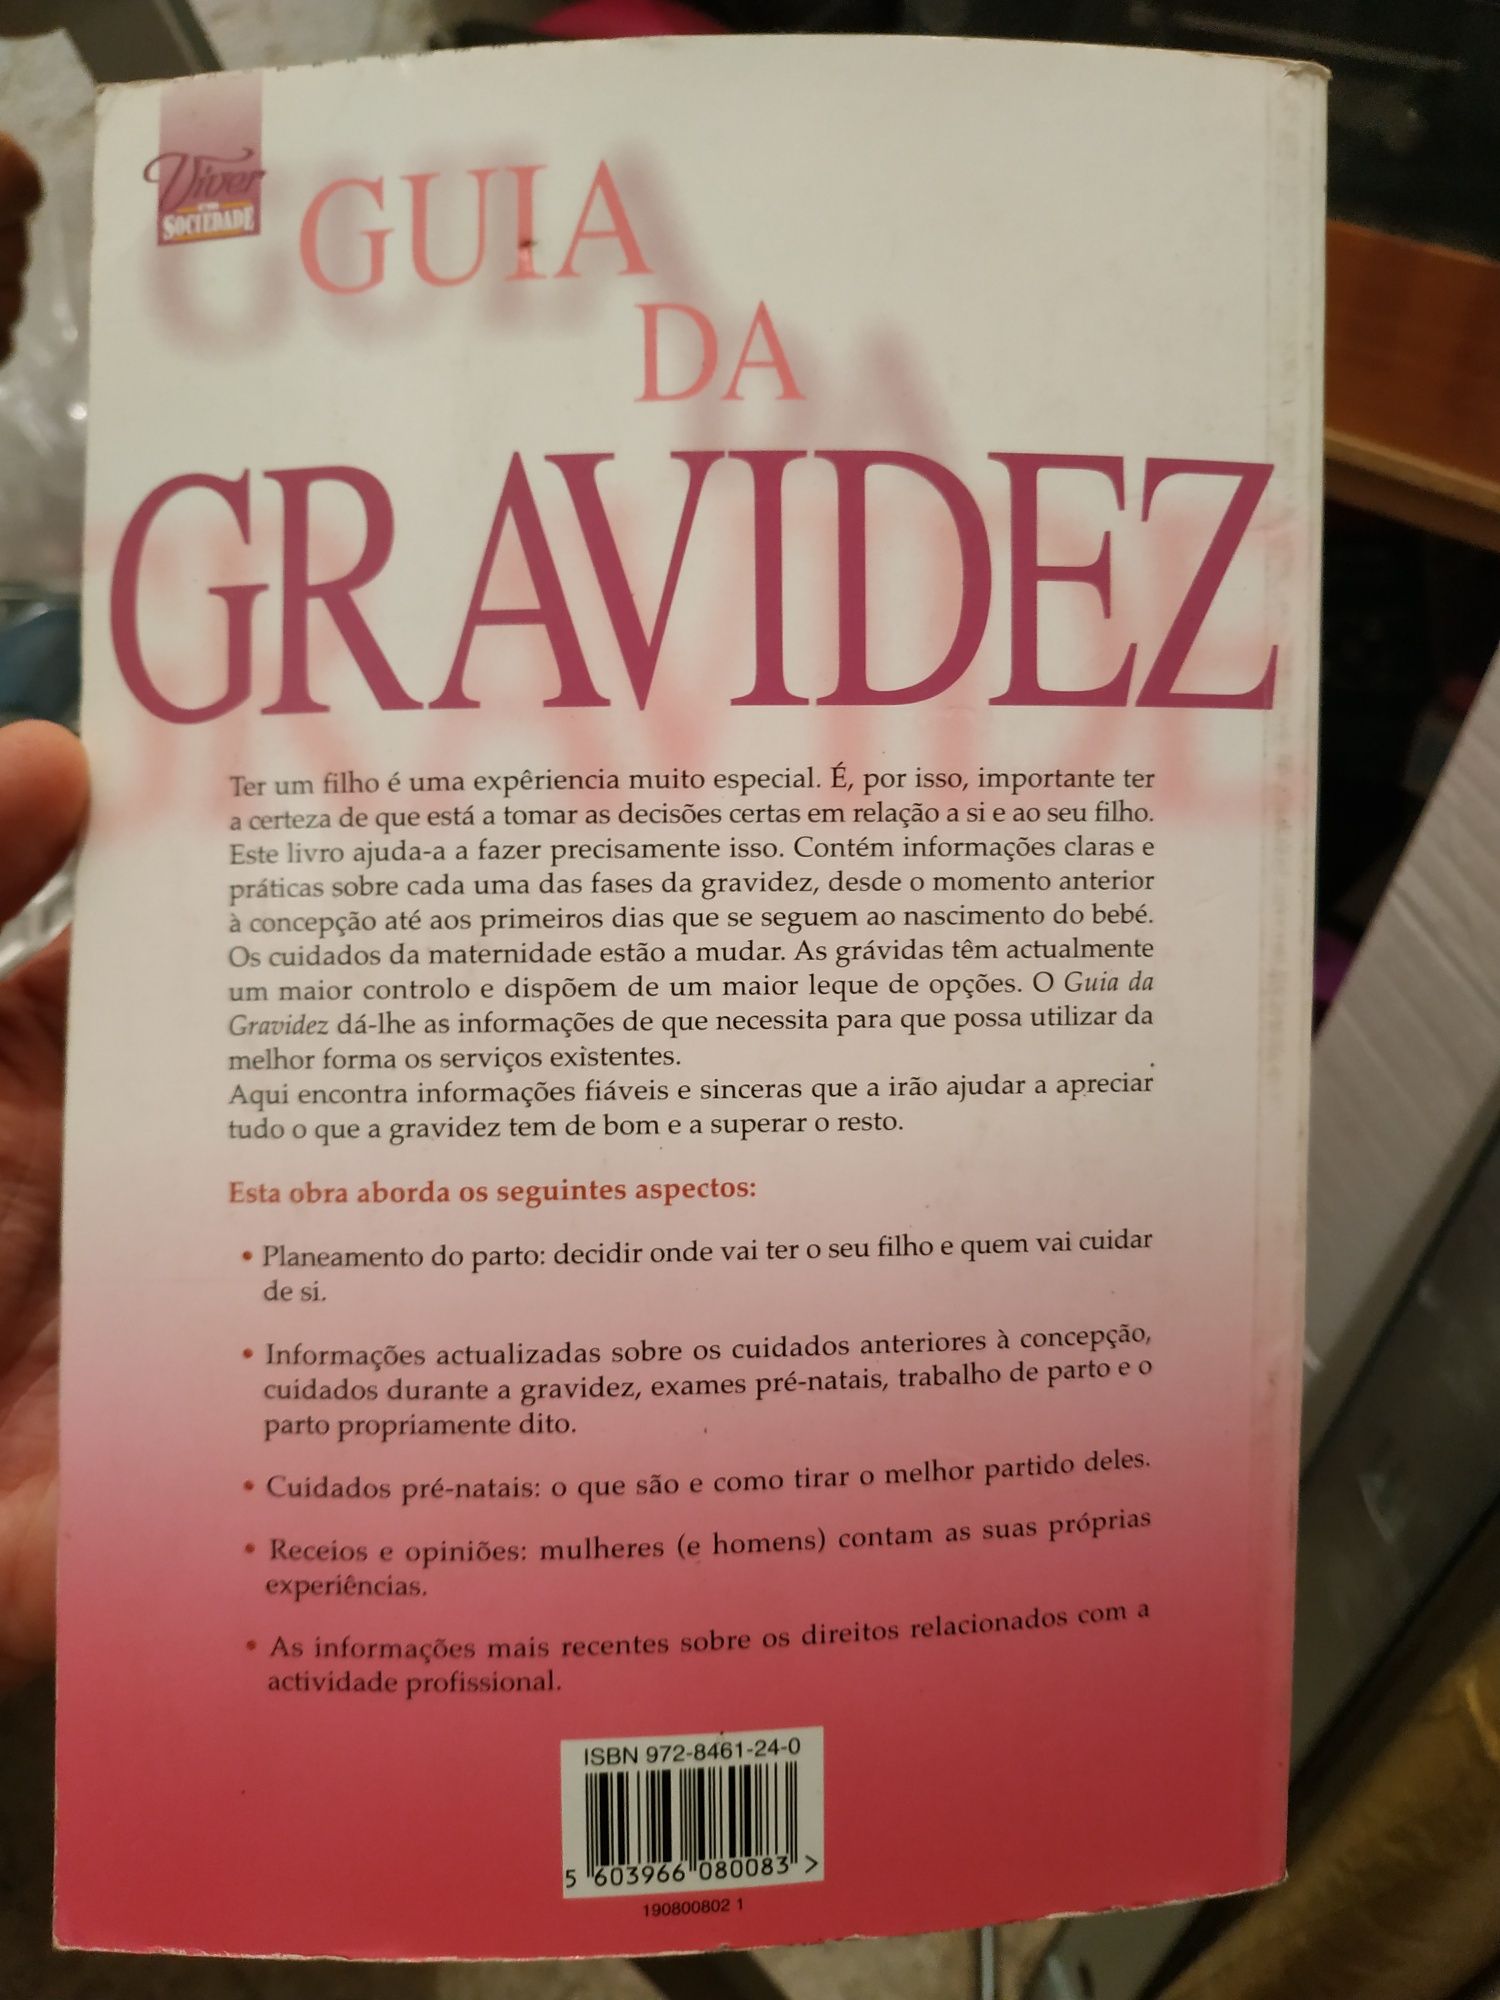 Viver
em
SOCIEDADE
GUIA
DA
GRAVIDEZ
Ter um filho é uma expêriencia muito especial. É, por isso, importante ter
a certeza de que está a tomar as decisões certas em relação a si e ao seu filho.
Este livro ajuda-a a fazer precisamente isso. Contém informações claras e
práticas sobre cada uma das fases da gravidez, desde o momento anterior
à concepção até aos primeiros dias que se seguem ao nascimento do bebé.
Os cuidados da maternidade estão a mudar. As grávidas têm actualmente
um maior controlo e dispõem de um maior leque de opções. O Guia da
Gravidez dá-lhe as informações de que necessita para que possa utilizar da
melhor forma os serviços existentes.
Aqui encontra informações fiáveis e sinceras que a irão ajudar a apreciar
tudo o que a gravidez tem de bom e a superar o resto.
Esta obra aborda os seguintes aspectos:
• Planeamento do parto: decidir onde vai ter o seu filho e quem vai cuidar
de si.
• Informações actualizadas sobre os cuidados anteriores à concepção,
cuidados durante a gravidez, exames pré-natais, trabalho de parto e o
parto propriamente dito.
• Cuidados pré-natais: o que são e como tirar o melhor partido deles.
• Receios e opiniões: mulheres (e homens) contam as suas próprias
experiências.
• As informações mais recentes sobre os direitos relacionados com a
actividade profissional.
ISBN 972-8461-24-0
5 603966 080083 >
190800802 1